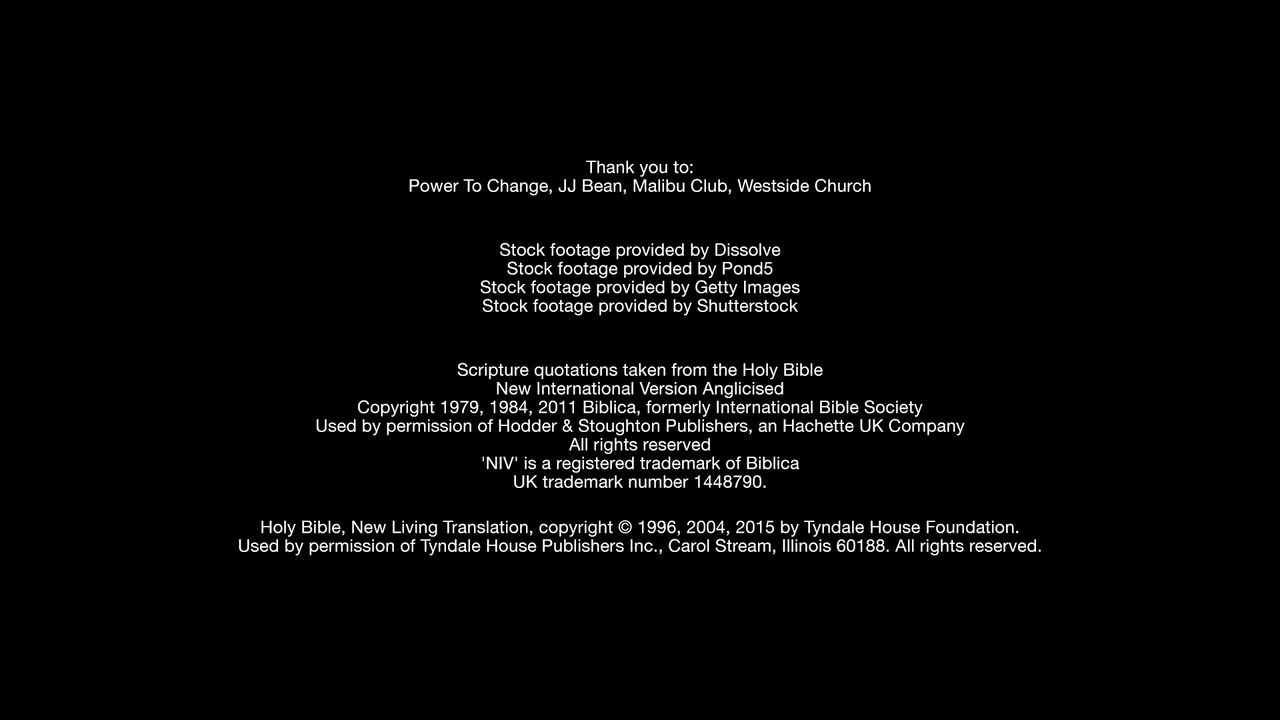 Thank you to:
Power To Change, JJ Bean, Malibu Club, Westside Church
Stock footage provided by Dissolve
Stock footage provided by Pond5
Stock footage provided by Getty Images
Stock footage provided by Shutterstock
Scripture quotations taken from the Holy Bible
New International Version Anglicised
Copyright 1979, 1984, 2011 Biblica, formerly International Bible Society
Used by permission of Hodder & Stoughton Publishers, an Hachette UK Company
All rights reserved
'NIV' is a registered trademark of Biblica
UK trademark number 1448790.
Holy Bible, New Living Translation, copyright © 1996, 2004, 2015 by Tyndale House Foundation.
Used by permission of Tyndale House Publishers Inc., Carol Stream, Illinois 60188. All rights reserved.